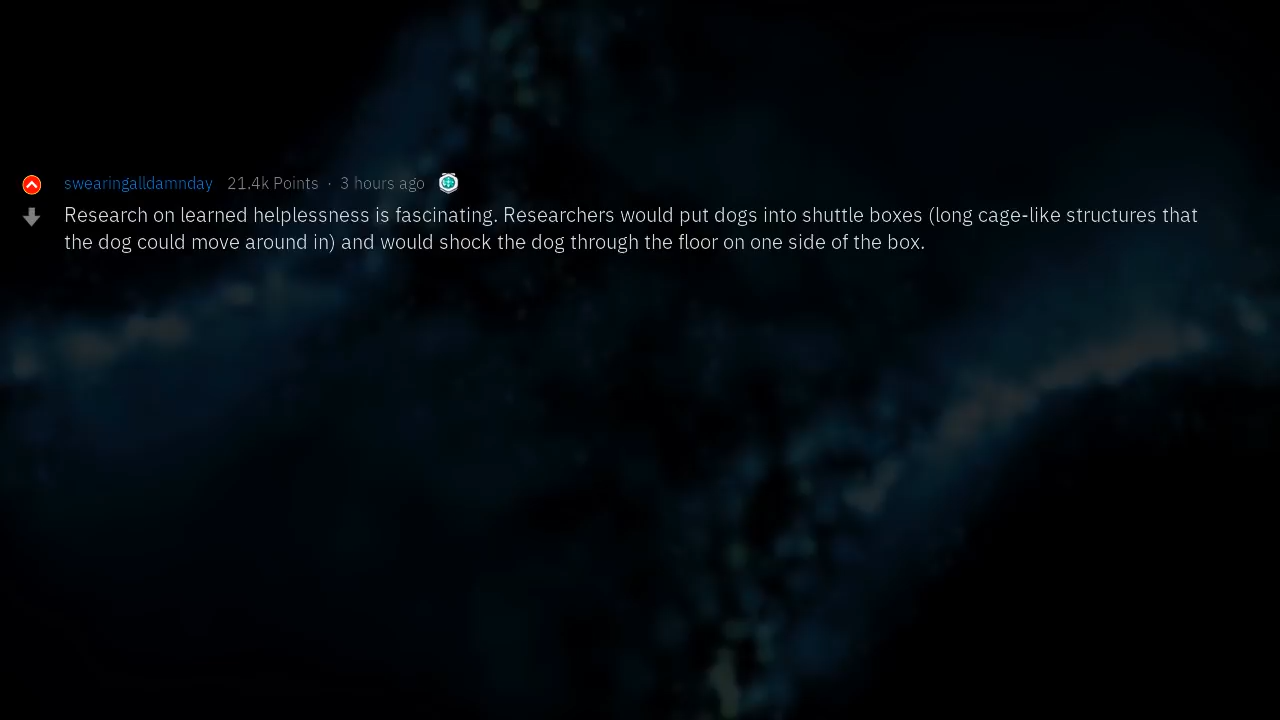 swearingalldamnday 21.4k Points · 3 hours ago
Research on learned helplessness is fascinating. Researchers would put dogs into shuttle boxes (long cage-like structures that
the dog could move around in) and would shock the dog through the floor on one side of the box.